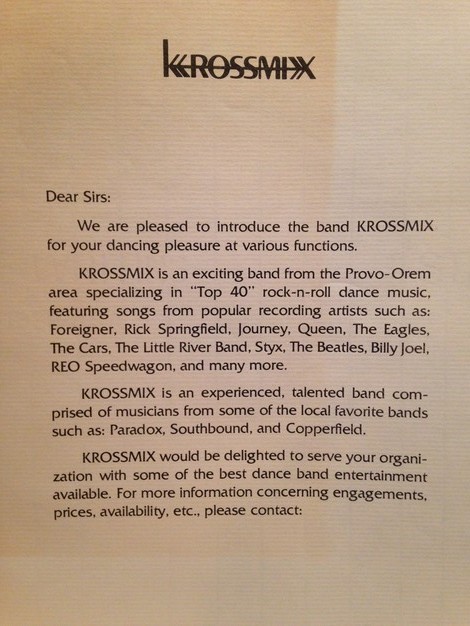 KROSSMIX
Dear Sirs:
We are pleased to introduce the band KROSSMIX
for your dancing pleasure at various functions.
KROSSMIX is an exciting band from the Provo-Orem
area specializing in "Top 40" rock-n-roll dance music,
featuring songs from popular recording artists such as:
Foreigner, Rick Springfield, Journey, Queen, The Eagles,
The Cars, The Little River Band, Styx, The Beatles, Billy Joel,
REO Speedwagon, and many more.
KROSSMIX is an experienced, talented band com-
prised of musicians from some of the local favorite bands
such as: Paradox, Southbound, and Copperfield.
KROSSMIX would be delighted to serve your organi-
zation with some of the best dance band entertainment
available. For more information concerning engagements,
prices, availability, etc., please contact: